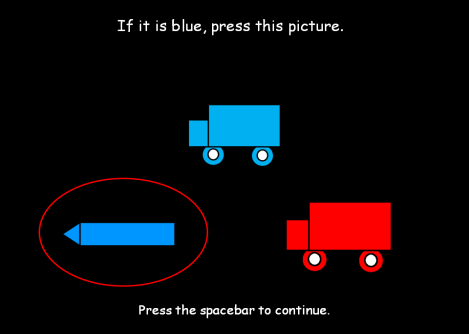 If it is blue, press this picture.
Press the spacebar to continue.